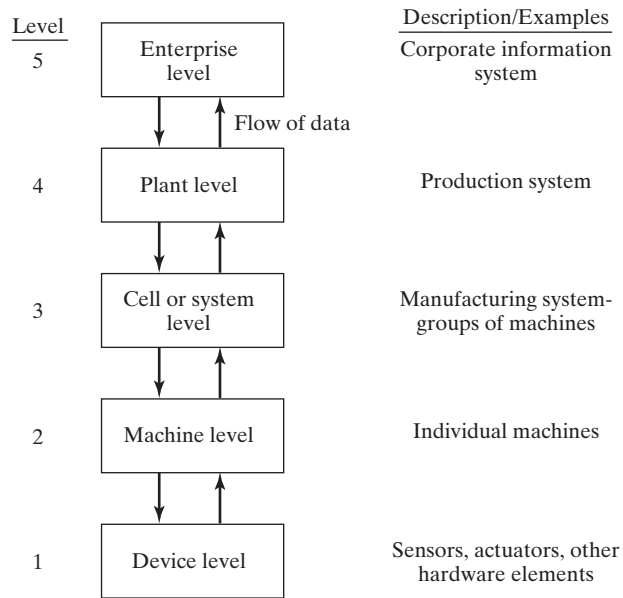 Level
Description/Examples
5
Enterprise
level
Corporate information
system
Flow of data
4
Plant level
Production system
3
Cell or system
level
Manufacturing system-
groups of machines
2
Machine level
Individual machines
1
Device level
Sensors, actuators, other
hardware elements